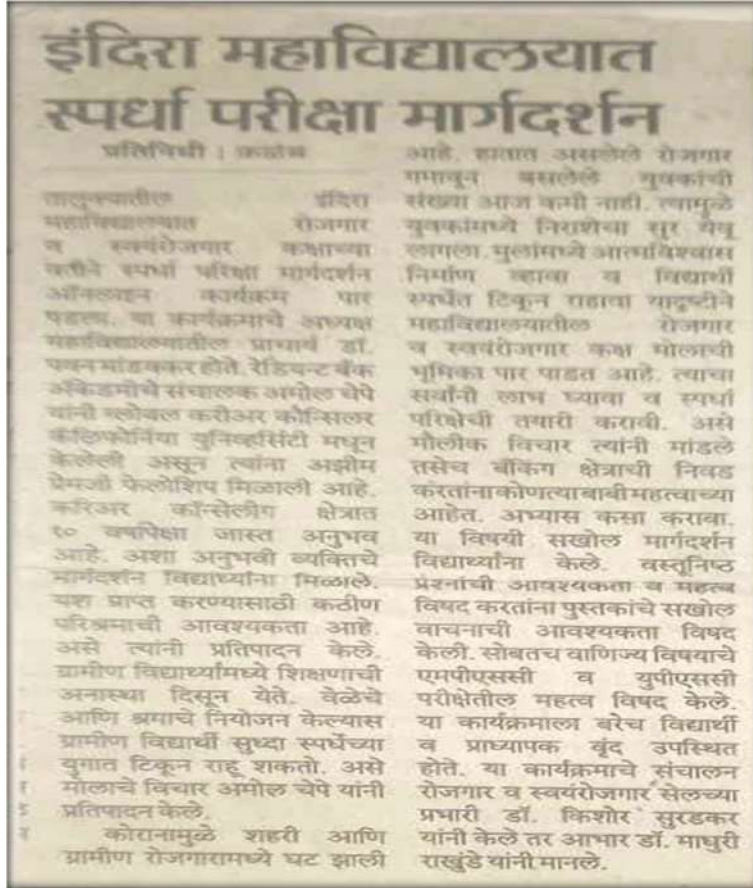 इंदिरा महाविद्यालयात
स्पर्धा परीक्षा मार्गदर्शन
प्रतिनिधी । कळंब
तालुक्यातील इंदिरा
महाविद्यालयात रोजगार
व स्वयंरोजगार कक्षाच्या
वतीने स्पर्धा परिक्षा मार्गदर्शन
ऑनलाइन कार्यक्रम पार
पडला. या कार्यक्रमाचे अध्यक्ष
महाविद्यालयातील प्राचार्य डॉ.
पवन मांडवकर होते. रेडियन्ट बँक
अकॅडमीचे संचालक अमोल चेपे
यांनी ग्लोबल करीअर कौन्सिलर
कॅलिफोर्निया युनिव्हर्सिटी मधून
केलेली असून त्यांना अझीम
प्रेमजी फेलोशिप मिळाली आहे.
करिअर कॉन्सेलींग क्षेत्रात
१० वर्षापेक्षा जास्त अनुभव
आहे. अशा अनुभवी व्यक्तिचे
मार्गदर्शन विद्यार्थ्यांना मिळाले.
यश प्राप्त करण्यासाठी कठीण
परिश्रमाची आवश्यकता आहे.
असे त्यांनी प्रतिपादन केले.
ग्रामीण विद्यार्थ्यांमध्ये शिक्षणाची
अनास्था दिसून येते. वेळेचे
आणि श्रमाचे नियोजन केल्यास
ग्रामीण विद्यार्थी सुध्दा स्पर्धेच्या
युगात टिकून राहू शकतो. असे
मोलाचे विचार अमोल चेपे यांनी
प्रतिपादन केले.
कोरानामुळे शहरी आणि
ग्रामीण रोजगारामध्ये घट झाली
आहे. हातात असलेले रोजगार
गमावून बसलेले युवकांची
संख्या आज कमी नाही. त्यामुळे
युवकांमध्ये निराशेचा सुर येवू
लागला. मुलांमध्ये आत्मविश्वास
निर्माण व्हावा व विद्यार्थी
स्पर्धेत टिकून राहावा यादृष्टीने
महाविद्यालयातील रोजगार
व स्वयंरोजगार कक्ष मोलाची
भूमिका पार पाडत आहे. त्याचा
सर्वांनी लाभ घ्यावा व स्पर्धा
परिक्षेची तयारी करावी. असे
मौलीक विचार त्यांनी मांडले
तसेच बँकिंग क्षेत्राची निवड
करतांना कोणत्या बाबी महत्वाच्या
आहेत. अभ्यास कसा करावा.
या विषयी सखोल मार्गदर्शन
विद्यार्थ्यांना केले. वस्तूनिष्ठ
प्रश्नांची आवश्यकता व महत्व
विषद करतांना पुस्तकांचे सखोल
वाचनाची आवश्यकता विषद
केली. सोबतच वाणिज्य विषयाचे
एमपीएससी व युपीएससी
परीक्षेतील महत्व विषद केले.
या कार्यक्रमाला बरेच विद्यार्थी
व प्राध्यापक वृंद उपस्थित
होते. या कार्यक्रमाचे संचालन
रोजगार व स्वयंरोजगार सेलच्या
प्रभारी डॉ. किशोर सुरडकर
यांनी केले तर आभार डॉ. माधुरी
राखुंडे यांनी मानले.